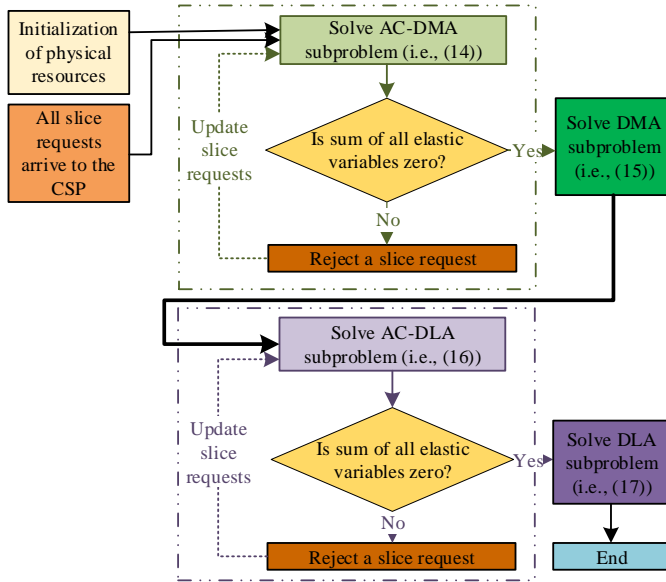 Initialization
of physical
resources
All slice
requests
arrive to the
CSP
Solve AC-DMA
subproblem (i.e., (14))
Update
slice
requests
Is sum of all elastic
variables zero?
Yes
No
Reject a slice request
Solve DMA
subproblem
(i.e., (15))
Solve AC-DLA
subproblem (i.e., (16))
Update
slice
requests
Is sum of all elastic
variables zero?
Yes
No
Reject a slice request
Solve DLA
subproblem
(i.e., (17))
End